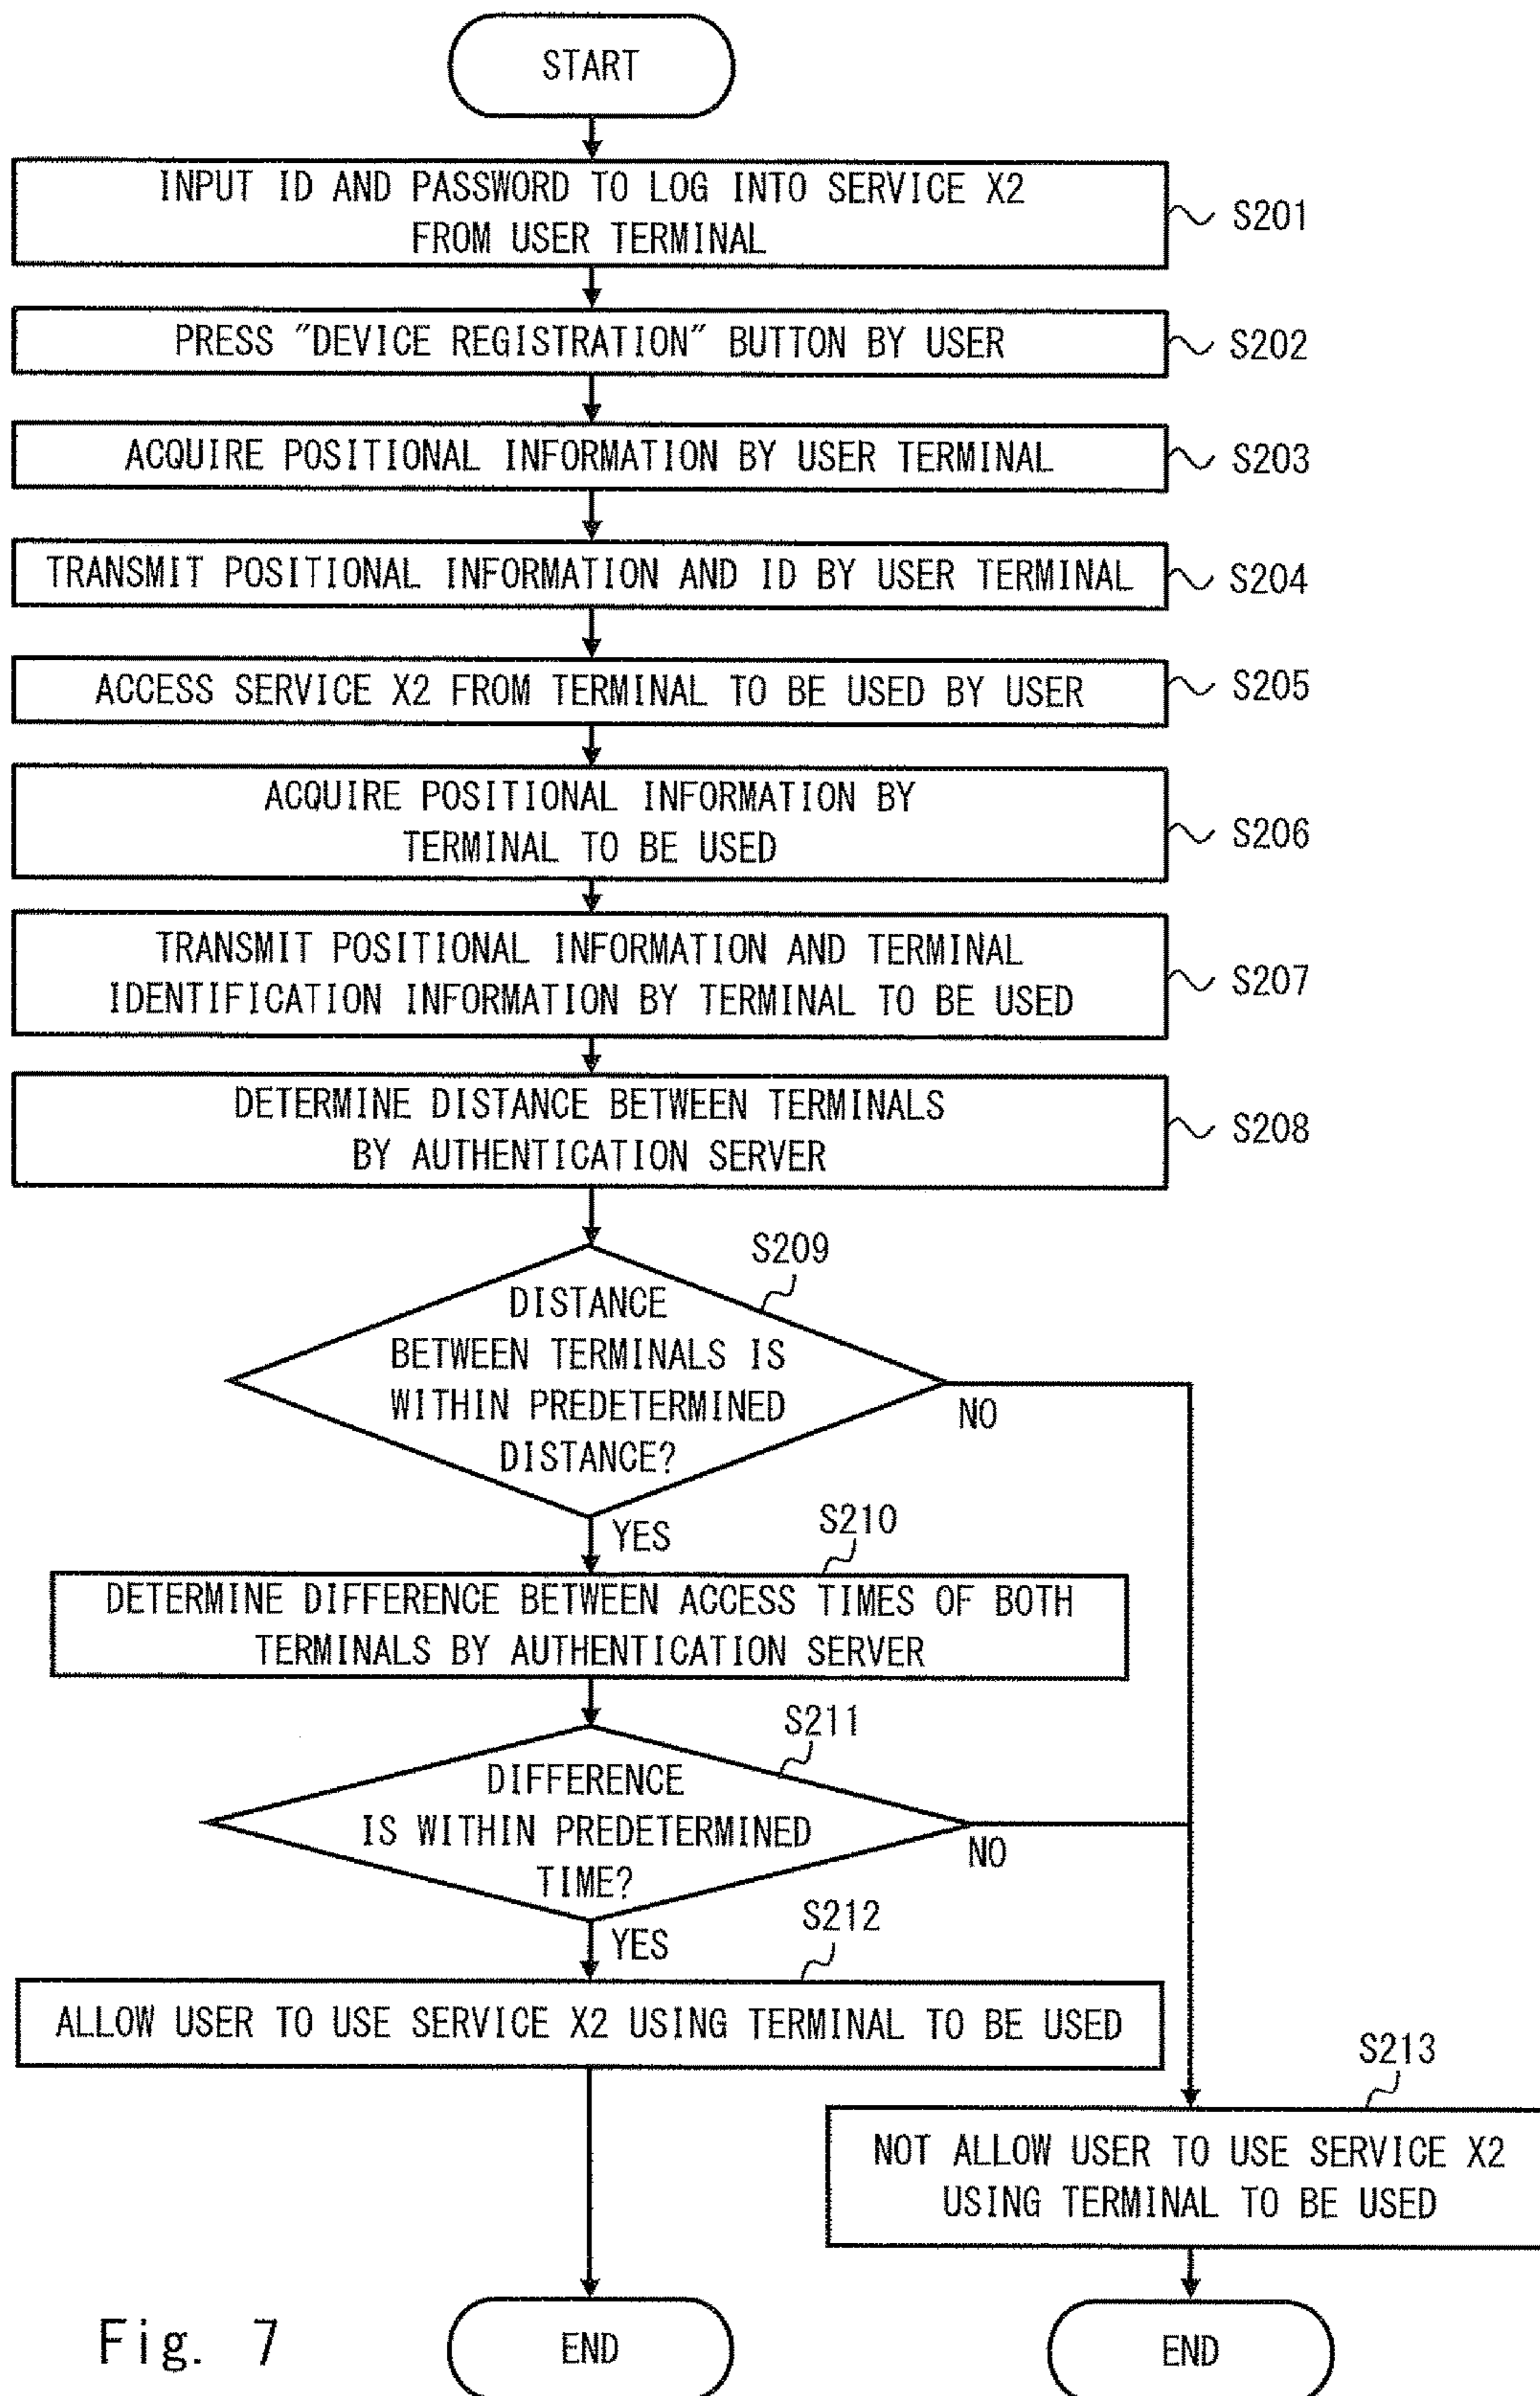 START
INPUT ID AND PASSWORD TO LOG INTO SERVICE X2
FROM USER TERMINAL
S201
PRESS "DEVICE REGISTRATION" BUTTON BY USER
S202
ACQUIRE POSITIONAL INFORMATION BY USER TERMINAL
S203
TRANSMIT POSITIONAL INFORMATION AND ID BY USER TERMINAL
S204
ACCESS SERVICE X2 FROM TERMINAL TO BE USED BY USER
S205
ACQUIRE POSITIONAL INFORMATION BY
TERMINAL TO BE USED
S206
TRANSMIT POSITIONAL INFORMATION AND TERMINAL
IDENTIFICATION INFORMATION BY TERMINAL TO BE USED
S207
DETERMINE DISTANCE BETWEEN TERMINALS
BY AUTHENTICATION SERVER
S208
S209
DISTANCE
BETWEEN TERMINALS IS
WITHIN PREDETERMINED
DISTANCE?
NO
YES
S210
DETERMINE DIFFERENCE BETWEEN ACCESS TIMES OF BOTH
TERMINALS BY AUTHENTICATION SERVER
S211
DIFFERENCE
IS WITHIN PREDETERMINED
TIME?
NO
YES
S212
ALLOW USER TO USE SERVICE X2 USING TERMINAL TO BE USED
S213
NOT ALLOW USER TO USE SERVICE X2
USING TERMINAL TO BE USED
END
END
Fig. 7